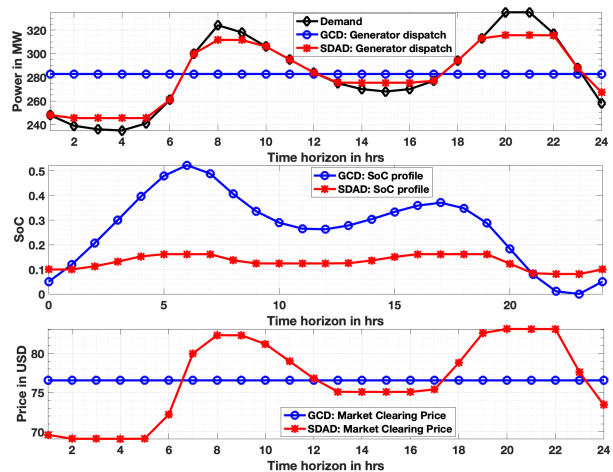 Power in MW
320
300
280
260
240
Demand
GCD: Generator dispatch
SDAD: Generator dispatch
2 4 6 8 10 12 14 16 18 20 22 24
Time horizon in hrs
SoC
0.5
0.4
0.3
0.2
0.1
0
GCD: SoC profile
SDAD: SoC profile
0 5 10 15 20
Time horizon in hrs
Price in USD
80
75
70
GCD: Market Clearing Price
SDAD: Market Clearing Price
2 4 6 8 10 12 14 16 18 20 22 24
Time horizon in hrs